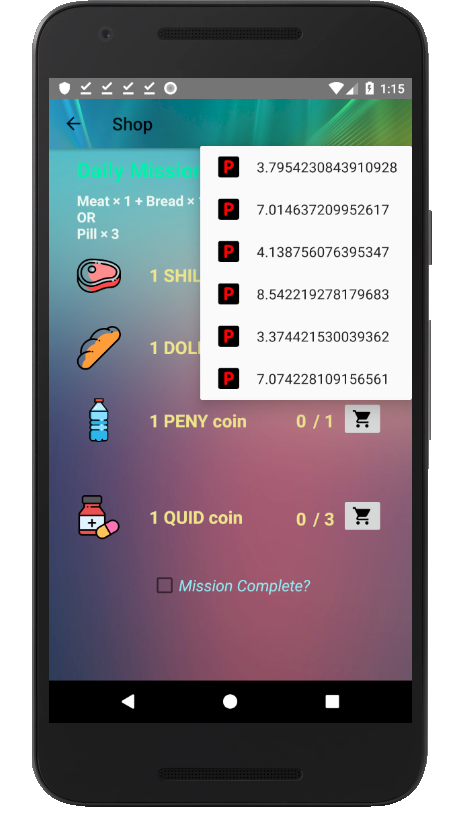 1:15
Shop
Daily Mission
Meat × 1 + Bread ×
OR
Pill × 3
P 3.7954230843910928
P 7.014637209952617
P 4.138756076395347
P 8.542219278179683
P 3.374421530039362
P 7.074228109156561
1 SHIL
1 DOL
1 PENY coin 0 / 1
1 QUID coin 0 / 3
Mission Complete?